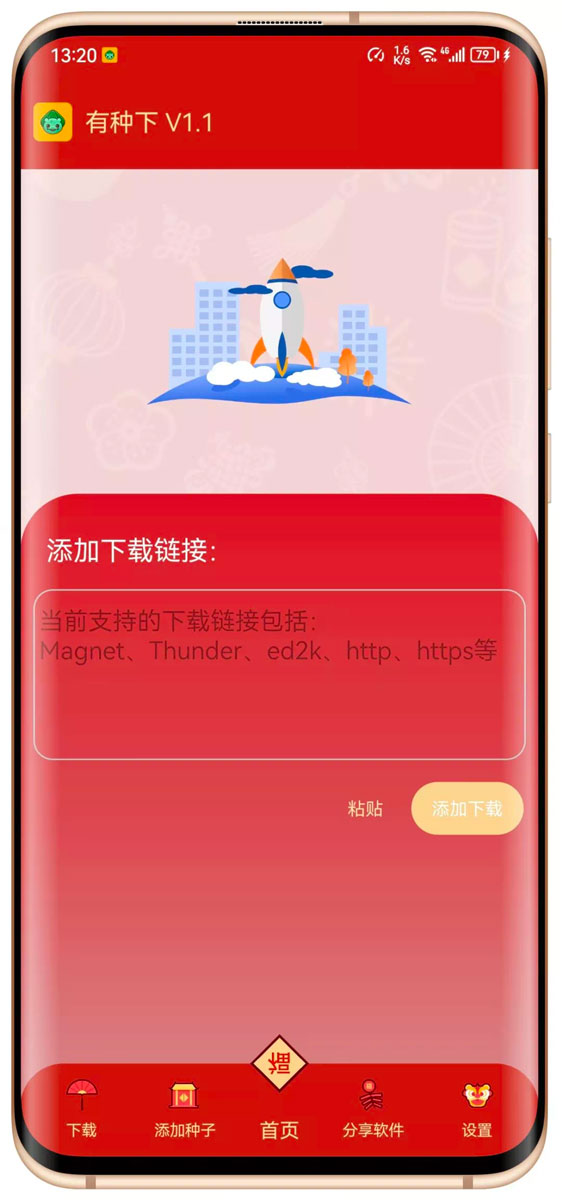 13:20
1.6
K/s
4G
79
有种下 V1.1
添加下载链接：
当前支持的下载链接包括：
Magnet、Thunder、ed2k、http、https等
粘贴
添加下载
福
下载
添加种子
首页
分享软件
设置